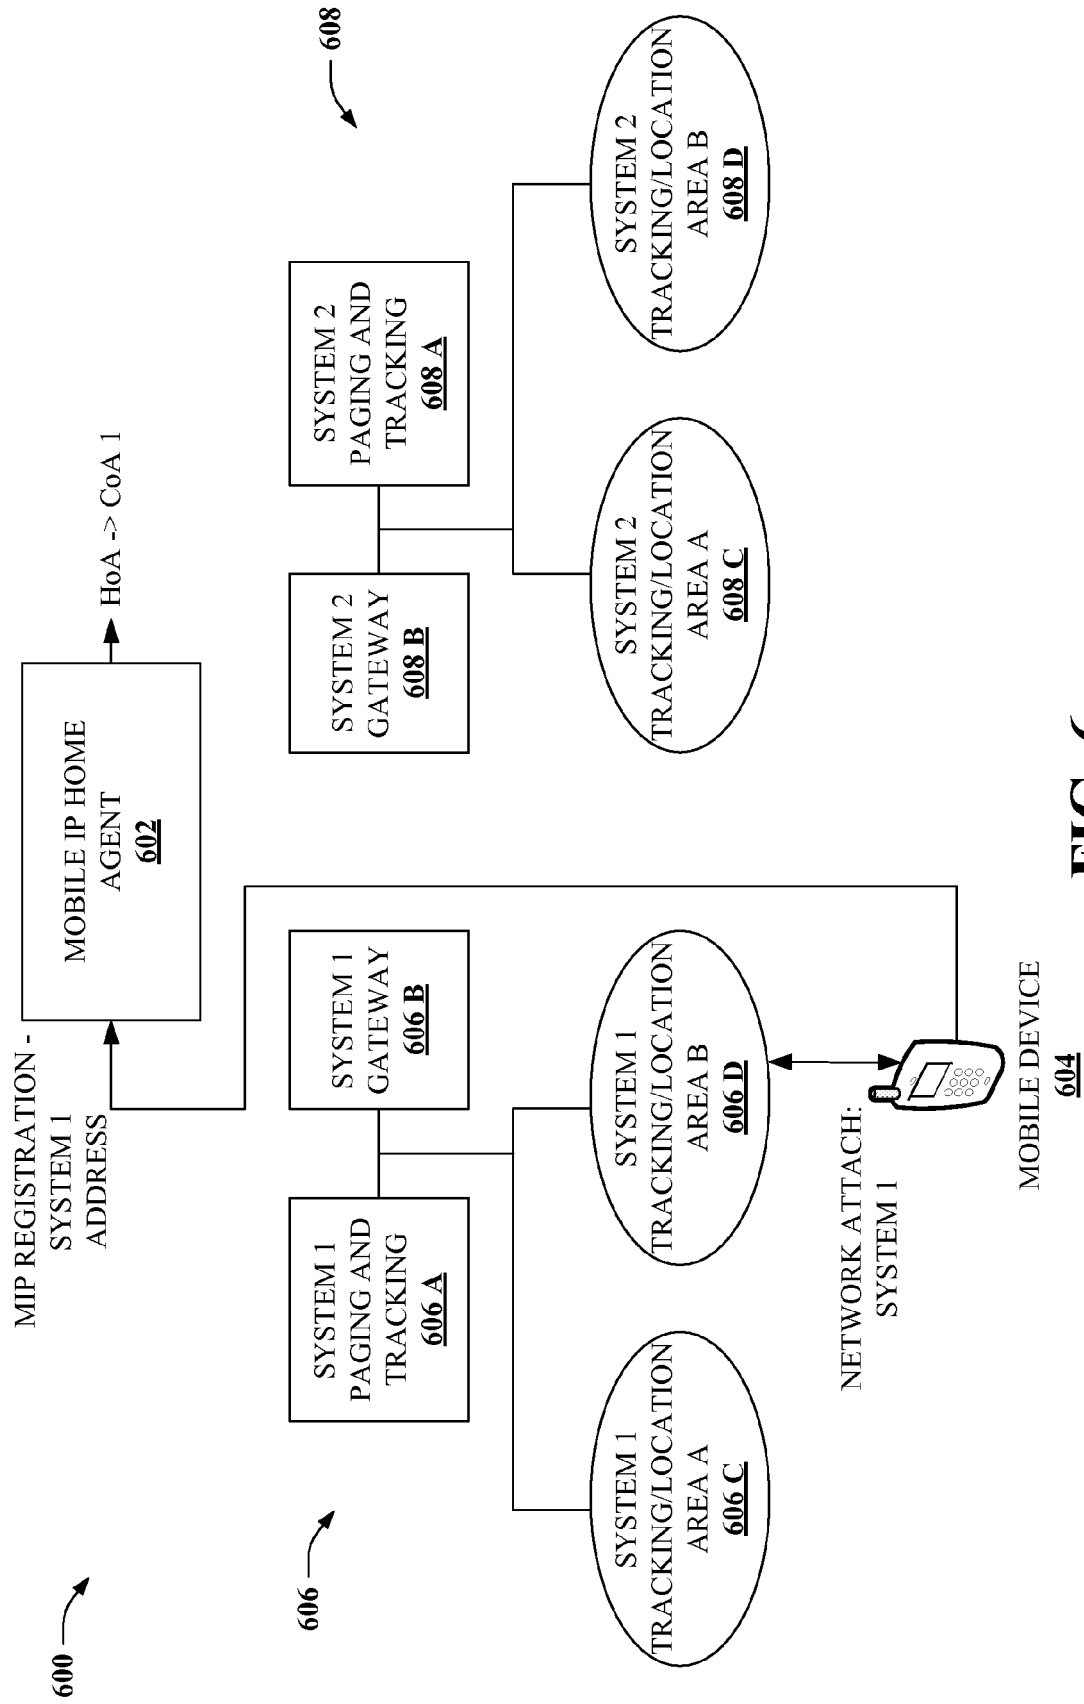 600
MIP REGISTRATION -
SYSTEM 1
ADDRESS
MOBILE IP HOME
AGENT
602
HoA -> CoA 1
606
SYSTEM 1
PAGING AND
TRACKING
606 A
SYSTEM 1
GATEWAY
606 B
SYSTEM 2
GATEWAY
608 B
SYSTEM 2
PAGING AND
TRACKING
608 A
608
SYSTEM 1
TRACKING/LOCATION
AREA A
606 C
SYSTEM 1
TRACKING/LOCATION
AREA B
606 D
SYSTEM 2
TRACKING/LOCATION
AREA A
608 C
SYSTEM 2
TRACKING/LOCATION
AREA B
608 D
NETWORK ATTACH:
SYSTEM 1
MOBILE DEVICE
604
FIG.